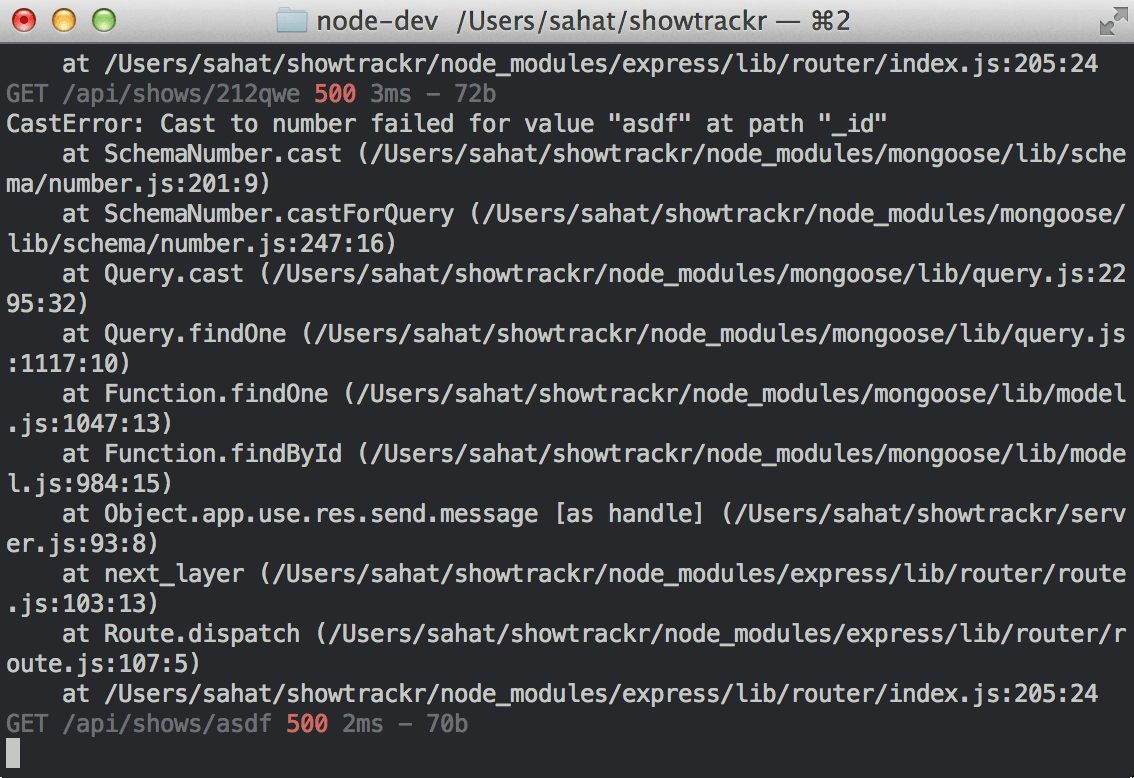 node-dev  /Users/sahat/showtrackr — ⌘2
    at /Users/sahat/showtrackr/node_modules/express/lib/router/index.js:205:24
GET /api/shows/212qwe 500 3ms - 72b
CastError: Cast to number failed for value "asdf" at path "_id"
    at SchemaNumber.cast (/Users/sahat/showtrackr/node_modules/mongoose/lib/sche
ma/number.js:201:9)
    at SchemaNumber.castForQuery (/Users/sahat/showtrackr/node_modules/mongoose/
lib/schema/number.js:247:16)
    at Query.cast (/Users/sahat/showtrackr/node_modules/mongoose/lib/query.js:22
95:32)
    at Query.findOne (/Users/sahat/showtrackr/node_modules/mongoose/lib/query.js
:1117:10)
    at Function.findOne (/Users/sahat/showtrackr/node_modules/mongoose/lib/model
.js:1047:13)
    at Function.findById (/Users/sahat/showtrackr/node_modules/mongoose/lib/mode
l.js:984:15)
    at Object.app.use.res.send.message [as handle] (/Users/sahat/showtrackr/serv
er.js:93:8)
    at next_layer (/Users/sahat/showtrackr/node_modules/express/lib/router/route
.js:103:13)
    at Route.dispatch (/Users/sahat/showtrackr/node_modules/express/lib/router/r
oute.js:107:5)
    at /Users/sahat/showtrackr/node_modules/express/lib/router/index.js:205:24
GET /api/shows/asdf 500 2ms - 70b